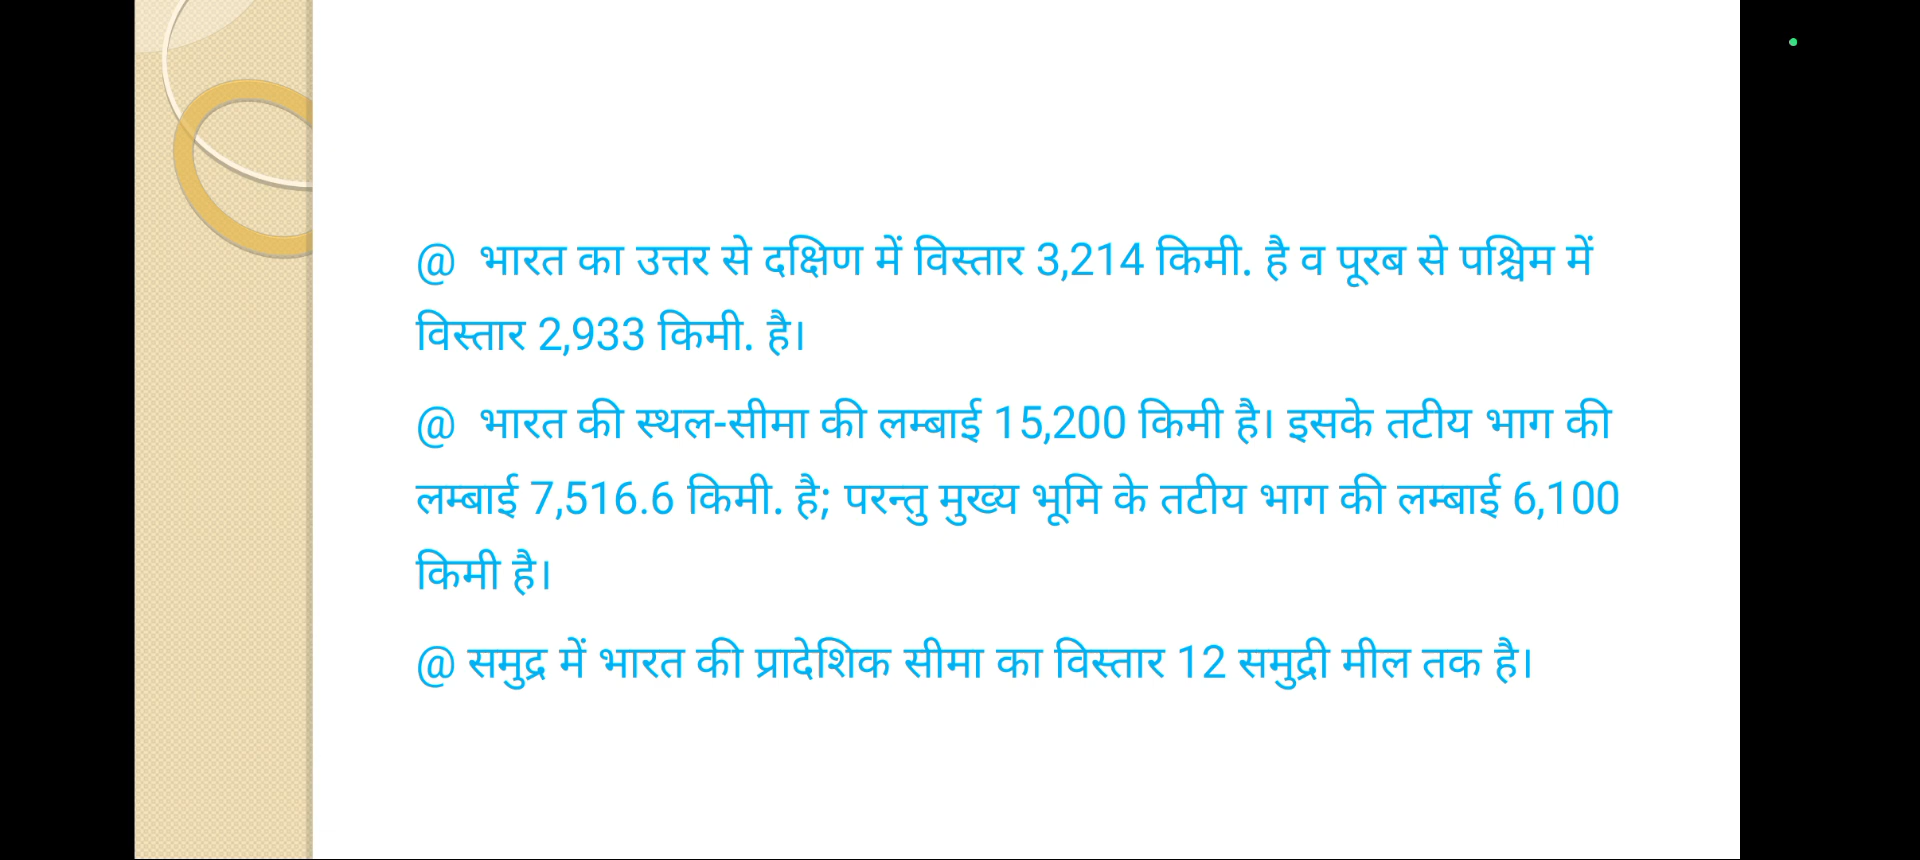 @ भारत का उत्तर से दक्षिण में विस्तार 3,214 किमी. है व पूरब से पश्चिम में
विस्तार 2,933 किमी. है।
@ भारत की स्थल-सीमा की लम्बाई 15,200 किमी है। इसके तटीय भाग की
लम्बाई 7,516.6 किमी. है; परन्तु मुख्य भूमि के तटीय भाग की लम्बाई 6,100
किमी है।
@ समुद्र में भारत की प्रादेशिक सीमा का विस्तार 12 समुद्री मील तक है।